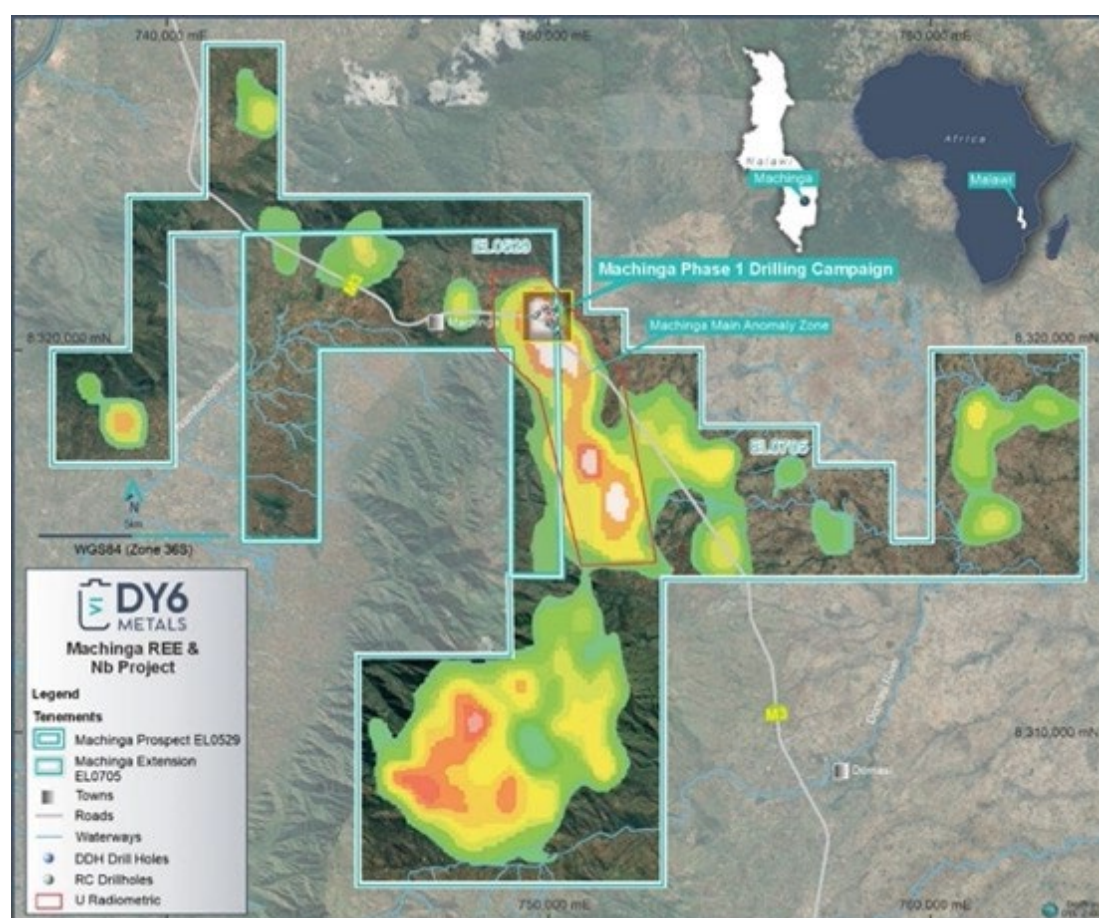 740,000 mE
760,000 mE
Africa
Malawi
Machinga
Malawi
EL0529
Machinga Phase 1 Drilling Campaign
M3
8,320,000 mN
Machinga Main Anomaly Zone
8,320,000 mN
EL0705
N
5km
WGS84 (Zone 36S)
DY6
METALS
Machinga REE &
Nb Project
Legend
Tenements
Machinga Prospect EL0529
Machinga Extension
EL0705
Towns
Roads
Waterways
DDH Drill Holes
RC Drillholes
U Radiometric
M3
8,310,000 mN
Domasi
750,000 mE
760,000 mE